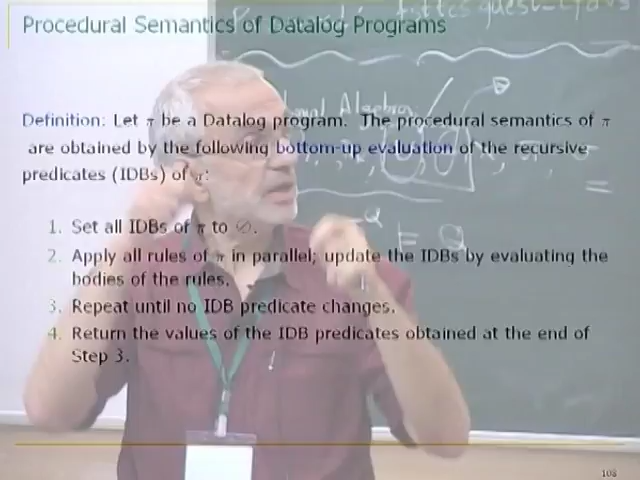 Procedural Semantics of Datalog Programs
Definition: Let π be a Datalog program. The procedural semantics of π
are obtained by the following bottom-up evaluation of the recursive
predicates (IDBs) of π:
1. Set all IDBs of π to ∅.
2. Apply all rules of π in parallel; update the IDBs by evaluating the
bodies of the rules.
3. Repeat until no IDB predicate changes.
4. Return the values of the IDB predicates obtained at the end of
Step 3.
Algebra
108